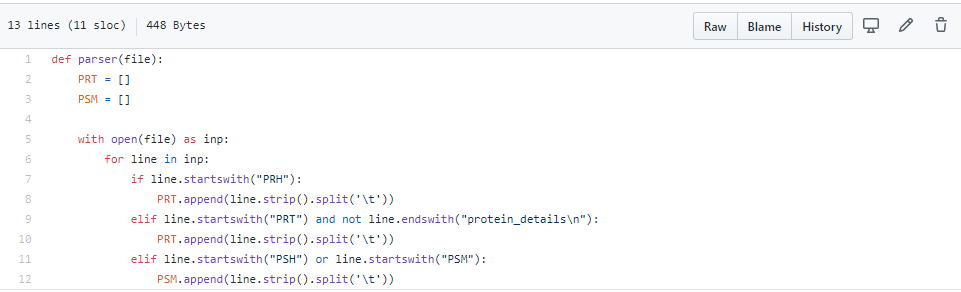 13 lines (11 sloc) 448 Bytes Raw Blame History
1 def parser(file):
2     PRT = []
3     PSM = []
4
5     with open(file) as inp:
6         for line in inp:
7             if line.startswith("PRH"):
8                 PRT.append(line.strip().split('\t'))
9             elif line.startswith("PRT") and not line.endswith("protein_details\n"):
10                 PRT.append(line.strip().split('\t'))
11             elif line.startswith("PSH") or line.startswith("PSM"):
12                 PSM.append(line.strip().split('\t'))